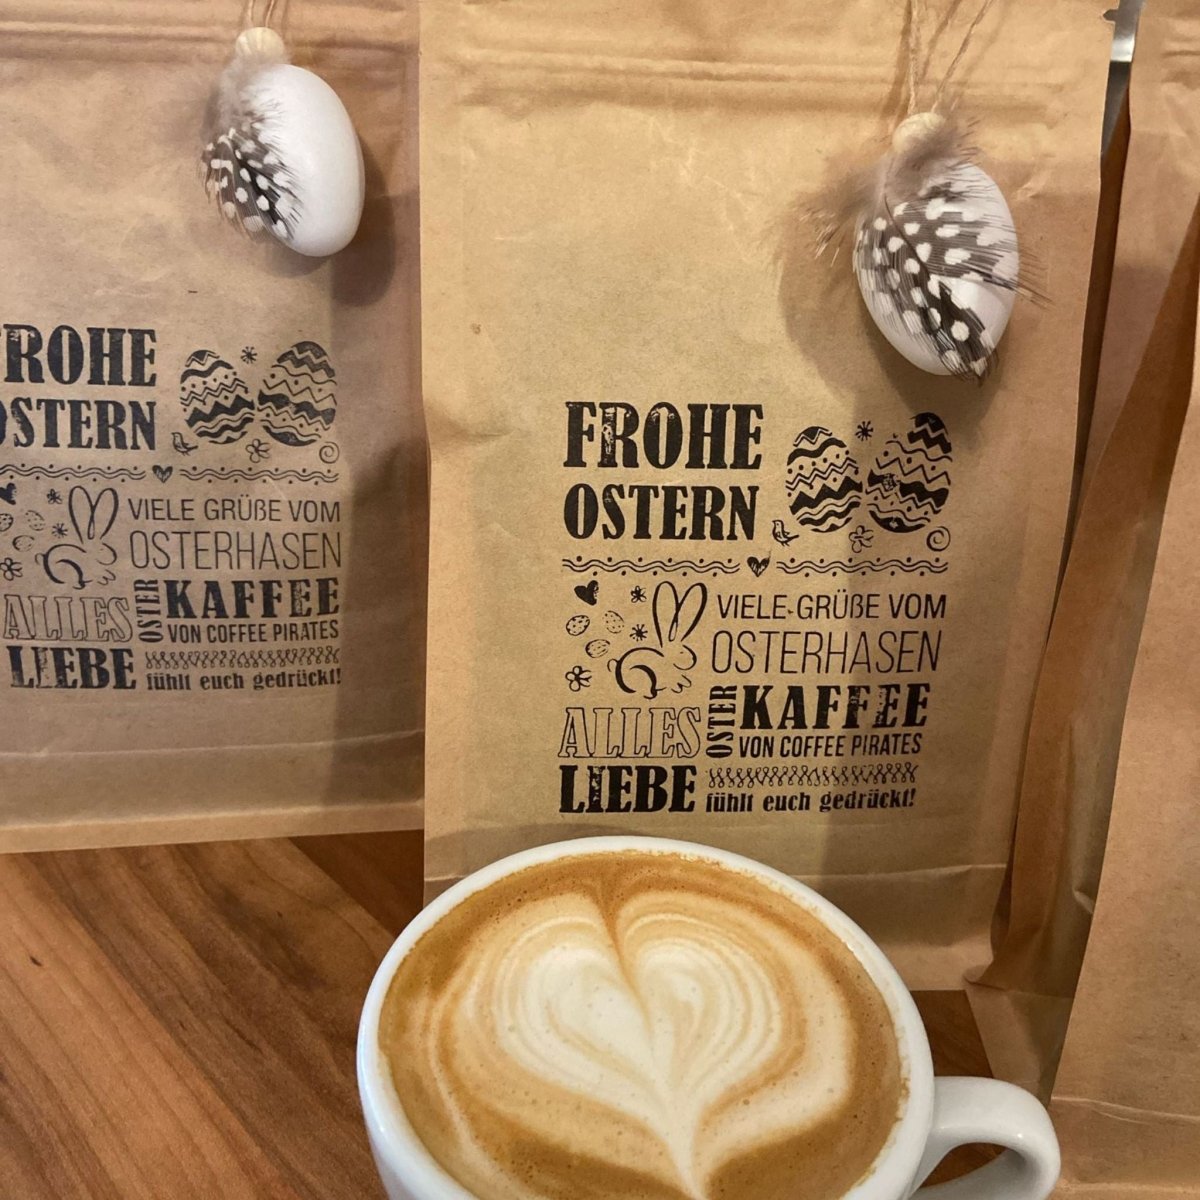 FROHE
OSTERN
VIELE GRÜßE VOM
OSTERHASEN
ALLES
LIEBE
OSTER
KAFFEE
VON COFFEE PIRATES
fühlt euch gedrückt!
FROHE
OSTERN
VIELE GRÜßE VOM
OSTERHASEN
ALLES
LIEBE
OSTER
KAFFEE
VON COFFEE PIRATES
fühlt euch gedrückt!